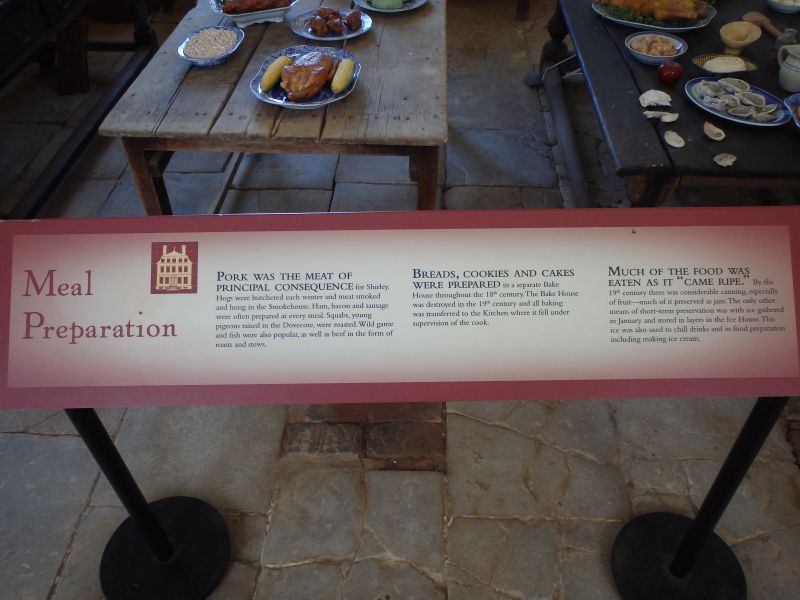 Meal
Preparation
PORK WAS THE MEAT OF
PRINCIPAL CONSEQUENCE for Shirley.
Hogs were butchered each winter and meat smoked
and hung in the Smokehouse. Ham, bacon and sausage
were often prepared at every meal. Squabs, young
pigeons raised in the Dovecote, were roasted. Wild game
and fish were also popular, as well as beef in the form of
roasts and stews.
BREADS, COOKIES AND CAKES
WERE PREPARED in a separate Bake
House throughout the 18th century. The Bake House
was destroyed in the 19th century and all baking
was transferred to the Kitchen where it fell under
supervision of the cook.
MUCH OF THE FOOD WAS
EATEN AS IT "CAME RIPE." By the
19th century there was considerable canning, especially
of fruit—much of it preserved as jam. The only other
means of short-term preservation was with ice gathered
in January and stored in layers in the Ice House. This
ice was also used to chill drinks and in food preparation
including making ice cream.